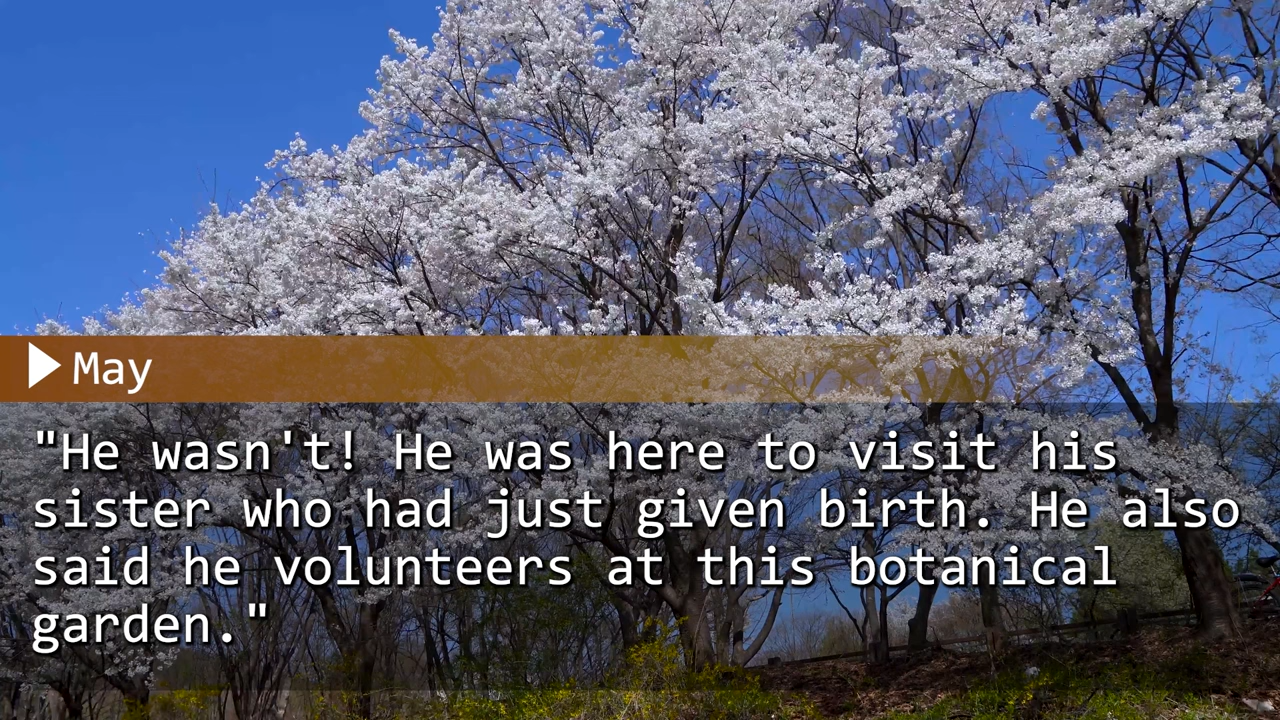 May
"He wasn't! He was here to visit his
sister who had just given birth. He also
said he volunteers at this botanical
garden."